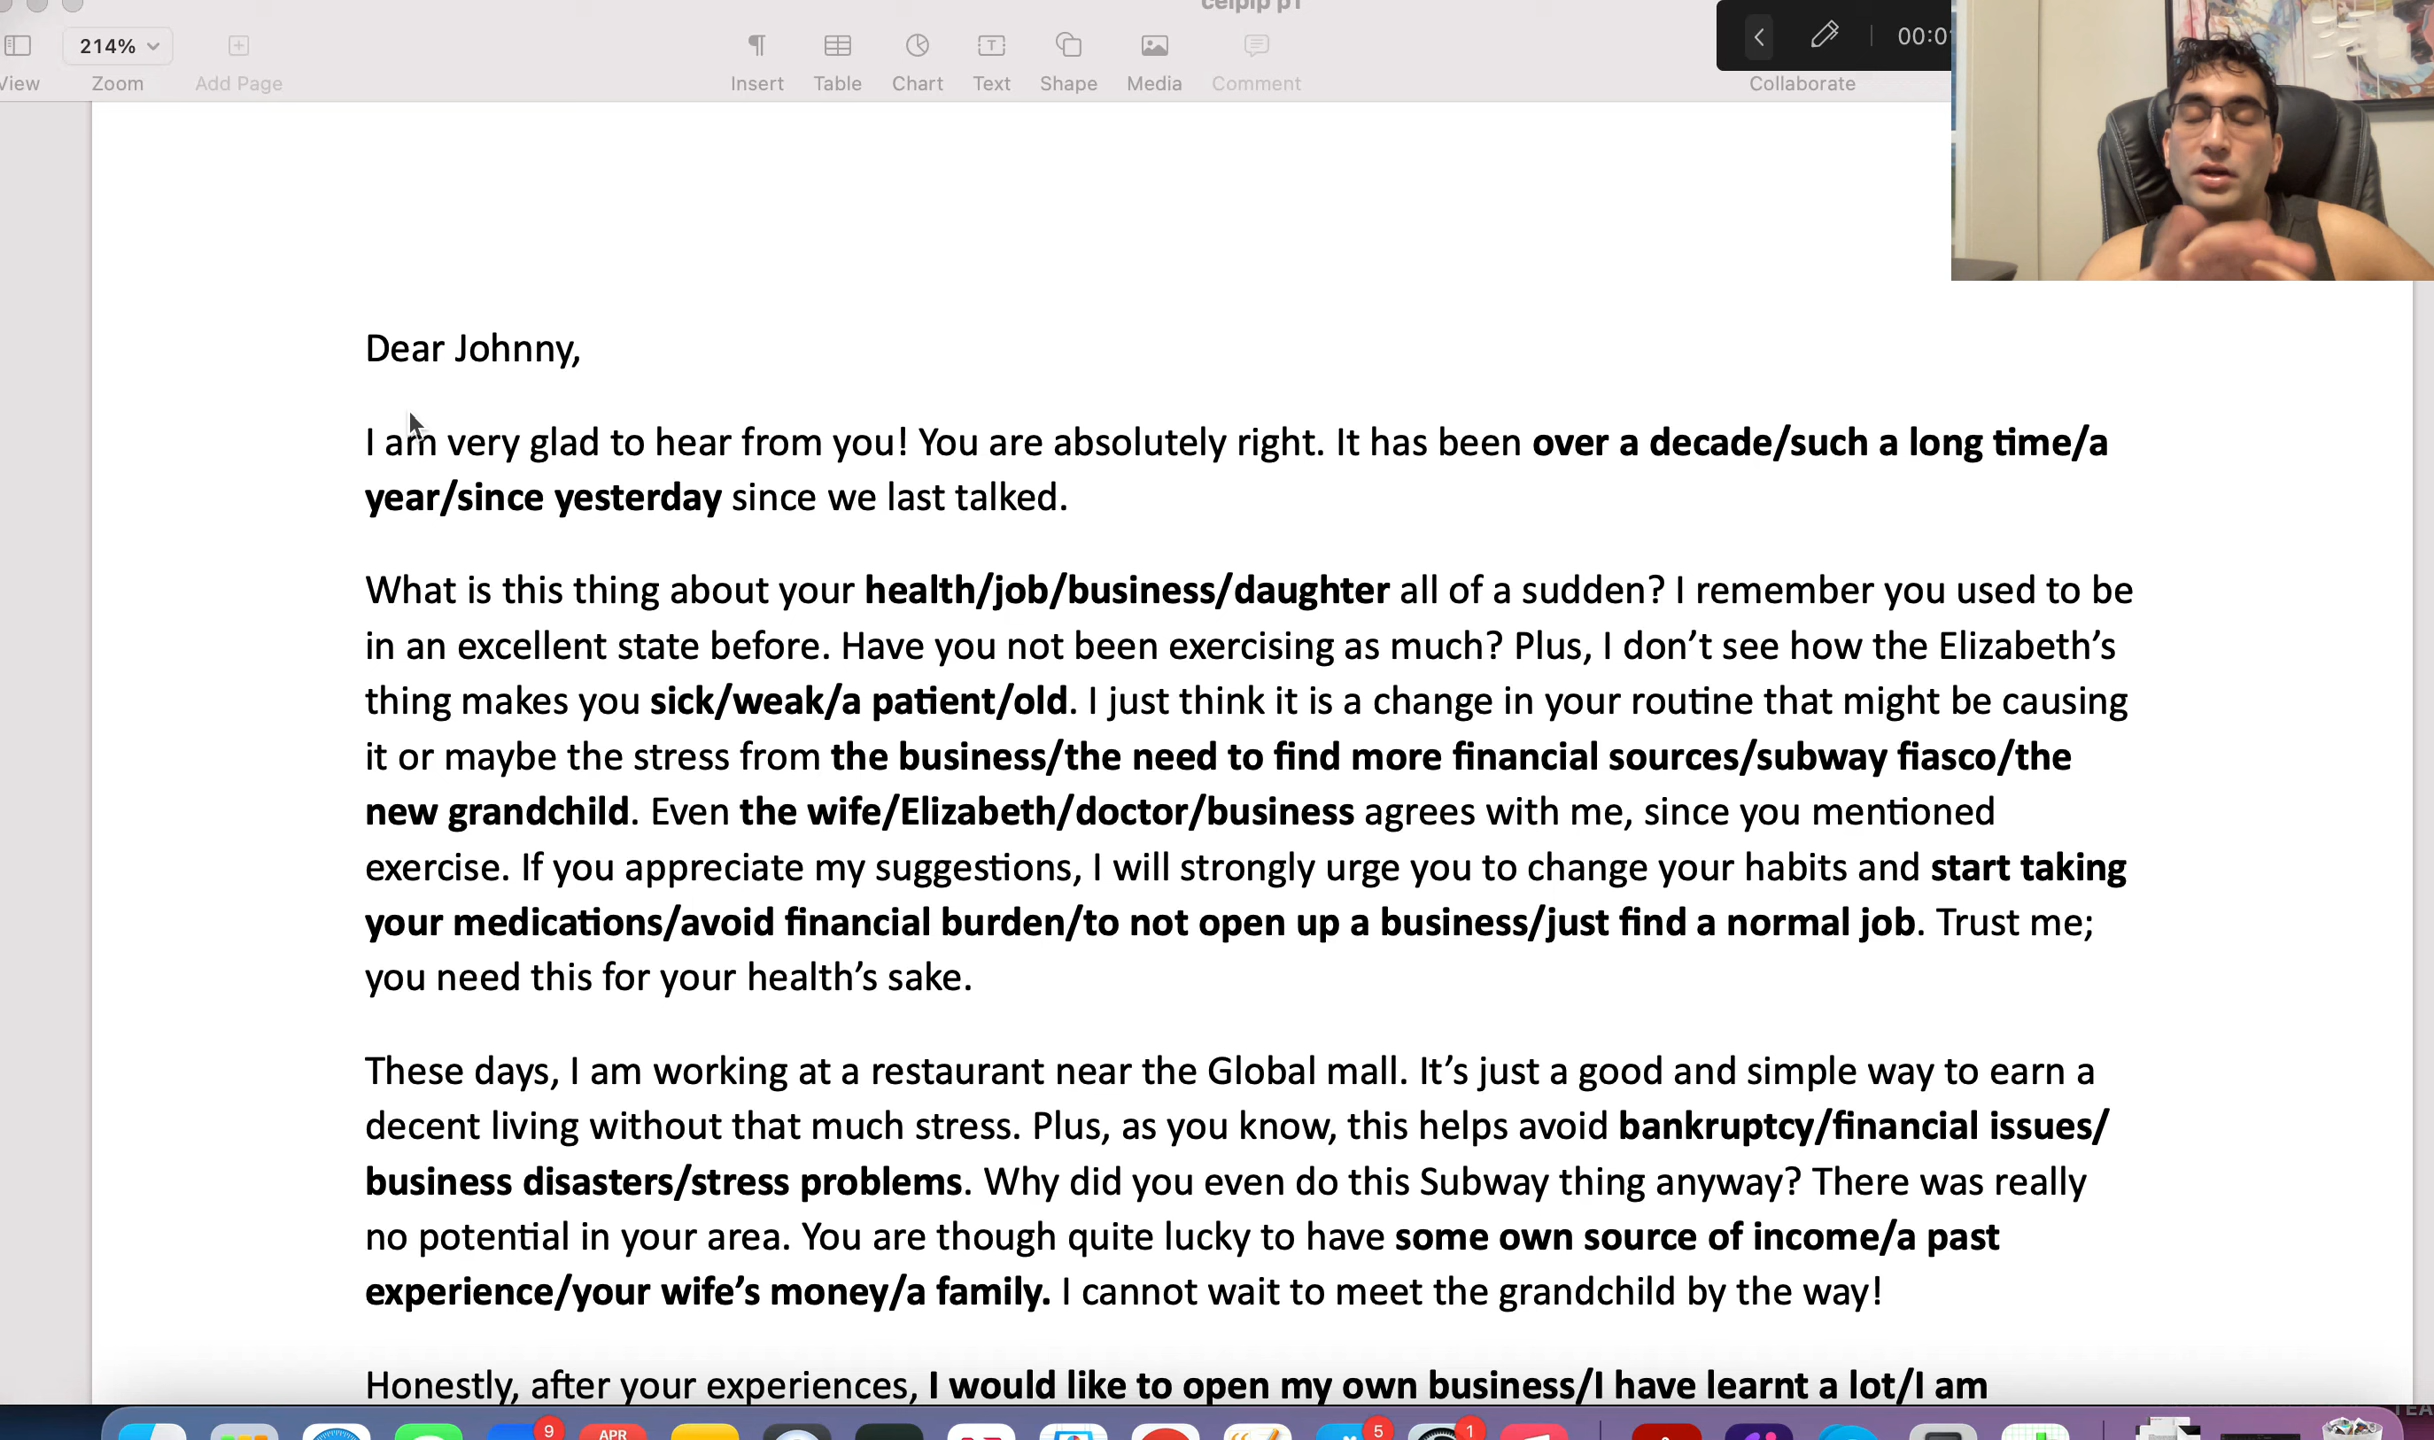 celpip p1
214%
View
Zoom
Add Page
Insert
Table
Chart
Text
Shape
Media
Comment
Collaborate
Dear Johnny,
I am very glad to hear from you! You are absolutely right. It has been over a decade/such a long time/a
year/since yesterday since we last talked.
What is this thing about your health/job/business/daughter all of a sudden? I remember you used to be
in an excellent state before. Have you not been exercising as much? Plus, I don’t see how the Elizabeth’s
thing makes you sick/weak/a patient/old. I just think it is a change in your routine that might be causing
it or maybe the stress from the business/the need to find more financial sources/subway fiasco/the
new grandchild. Even the wife/Elizabeth/doctor/business agrees with me, since you mentioned
exercise. If you appreciate my suggestions, I will strongly urge you to change your habits and start taking
your medications/avoid financial burden/to not open up a business/just find a normal job. Trust me;
you need this for your health’s sake.
These days, I am working at a restaurant near the Global mall. It’s just a good and simple way to earn a
decent living without that much stress. Plus, as you know, this helps avoid bankruptcy/financial issues/
business disasters/stress problems. Why did you even do this Subway thing anyway? There was really
no potential in your area. You are though quite lucky to have some own source of income/a past
experience/your wife’s money/a family. I cannot wait to meet the grandchild by the way!
Honestly, after your experiences, I would like to open my own business/I have learnt a lot/I am
9
APR
5
1